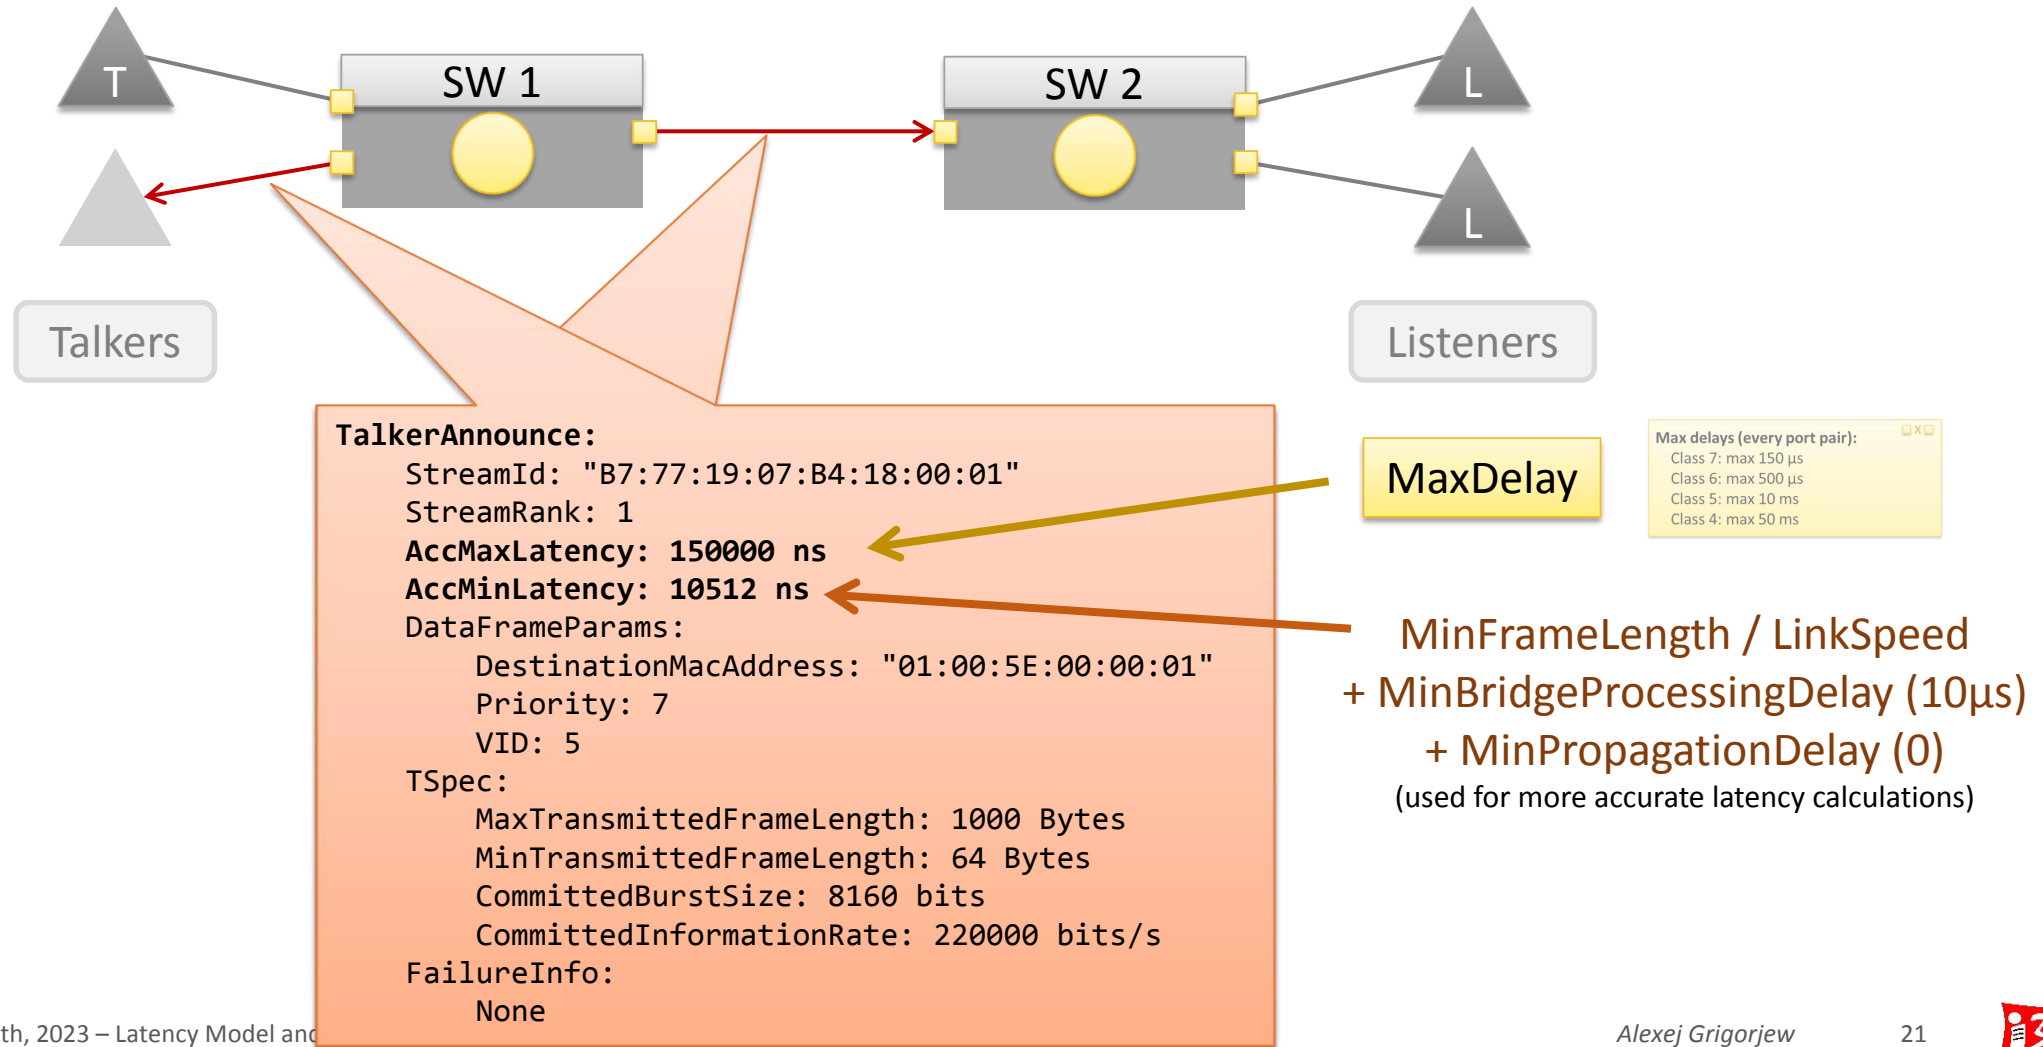 T
SW 1
SW 2
L
L
Talkers
Listeners
TalkerAnnounce:
StreamId: "B7:77:19:07:B4:18:00:01"
StreamRank: 1
AccMaxLatency: 150000 ns
AccMinLatency: 10512 ns
DataFrameParams:
DestinationMacAddress: "01:00:5E:00:00:01"
Priority: 7
VID: 5
TSpec:
MaxTransmittedFrameLength: 1000 Bytes
MinTransmittedFrameLength: 64 Bytes
CommittedBurstSize: 8160 bits
CommittedInformationRate: 220000 bits/s
FailureInfo:
None
MaxDelay
Max delays (every port pair):
Class 7: max 150 µs
Class 6: max 500 µs
Class 5: max 10 ms
Class 4: max 50 ms
MinFrameLength / LinkSpeed
+ MinBridgeProcessingDelay (10µs)
+ MinPropagationDelay (0)
(used for more accurate latency calculations)
th, 2023 – Latency Model and
Alexej Grigorjew
21